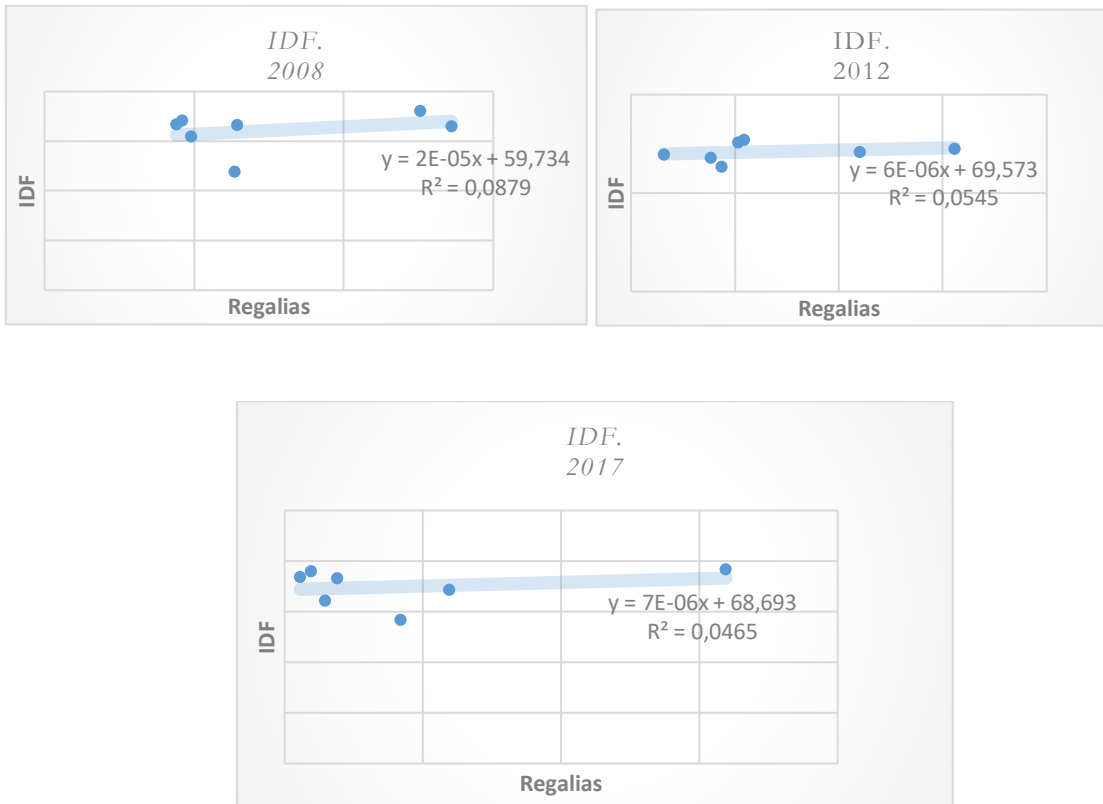 IDF.
2008
IDF
y = 2E-05x + 59,734
R² = 0,0879
Regalias
IDF.
2012
IDF
y = 6E-06x + 69,573
R² = 0,0545
Regalias
IDF.
2017
IDF
y = 7E-06x + 68,693
R² = 0,0465
Regalias